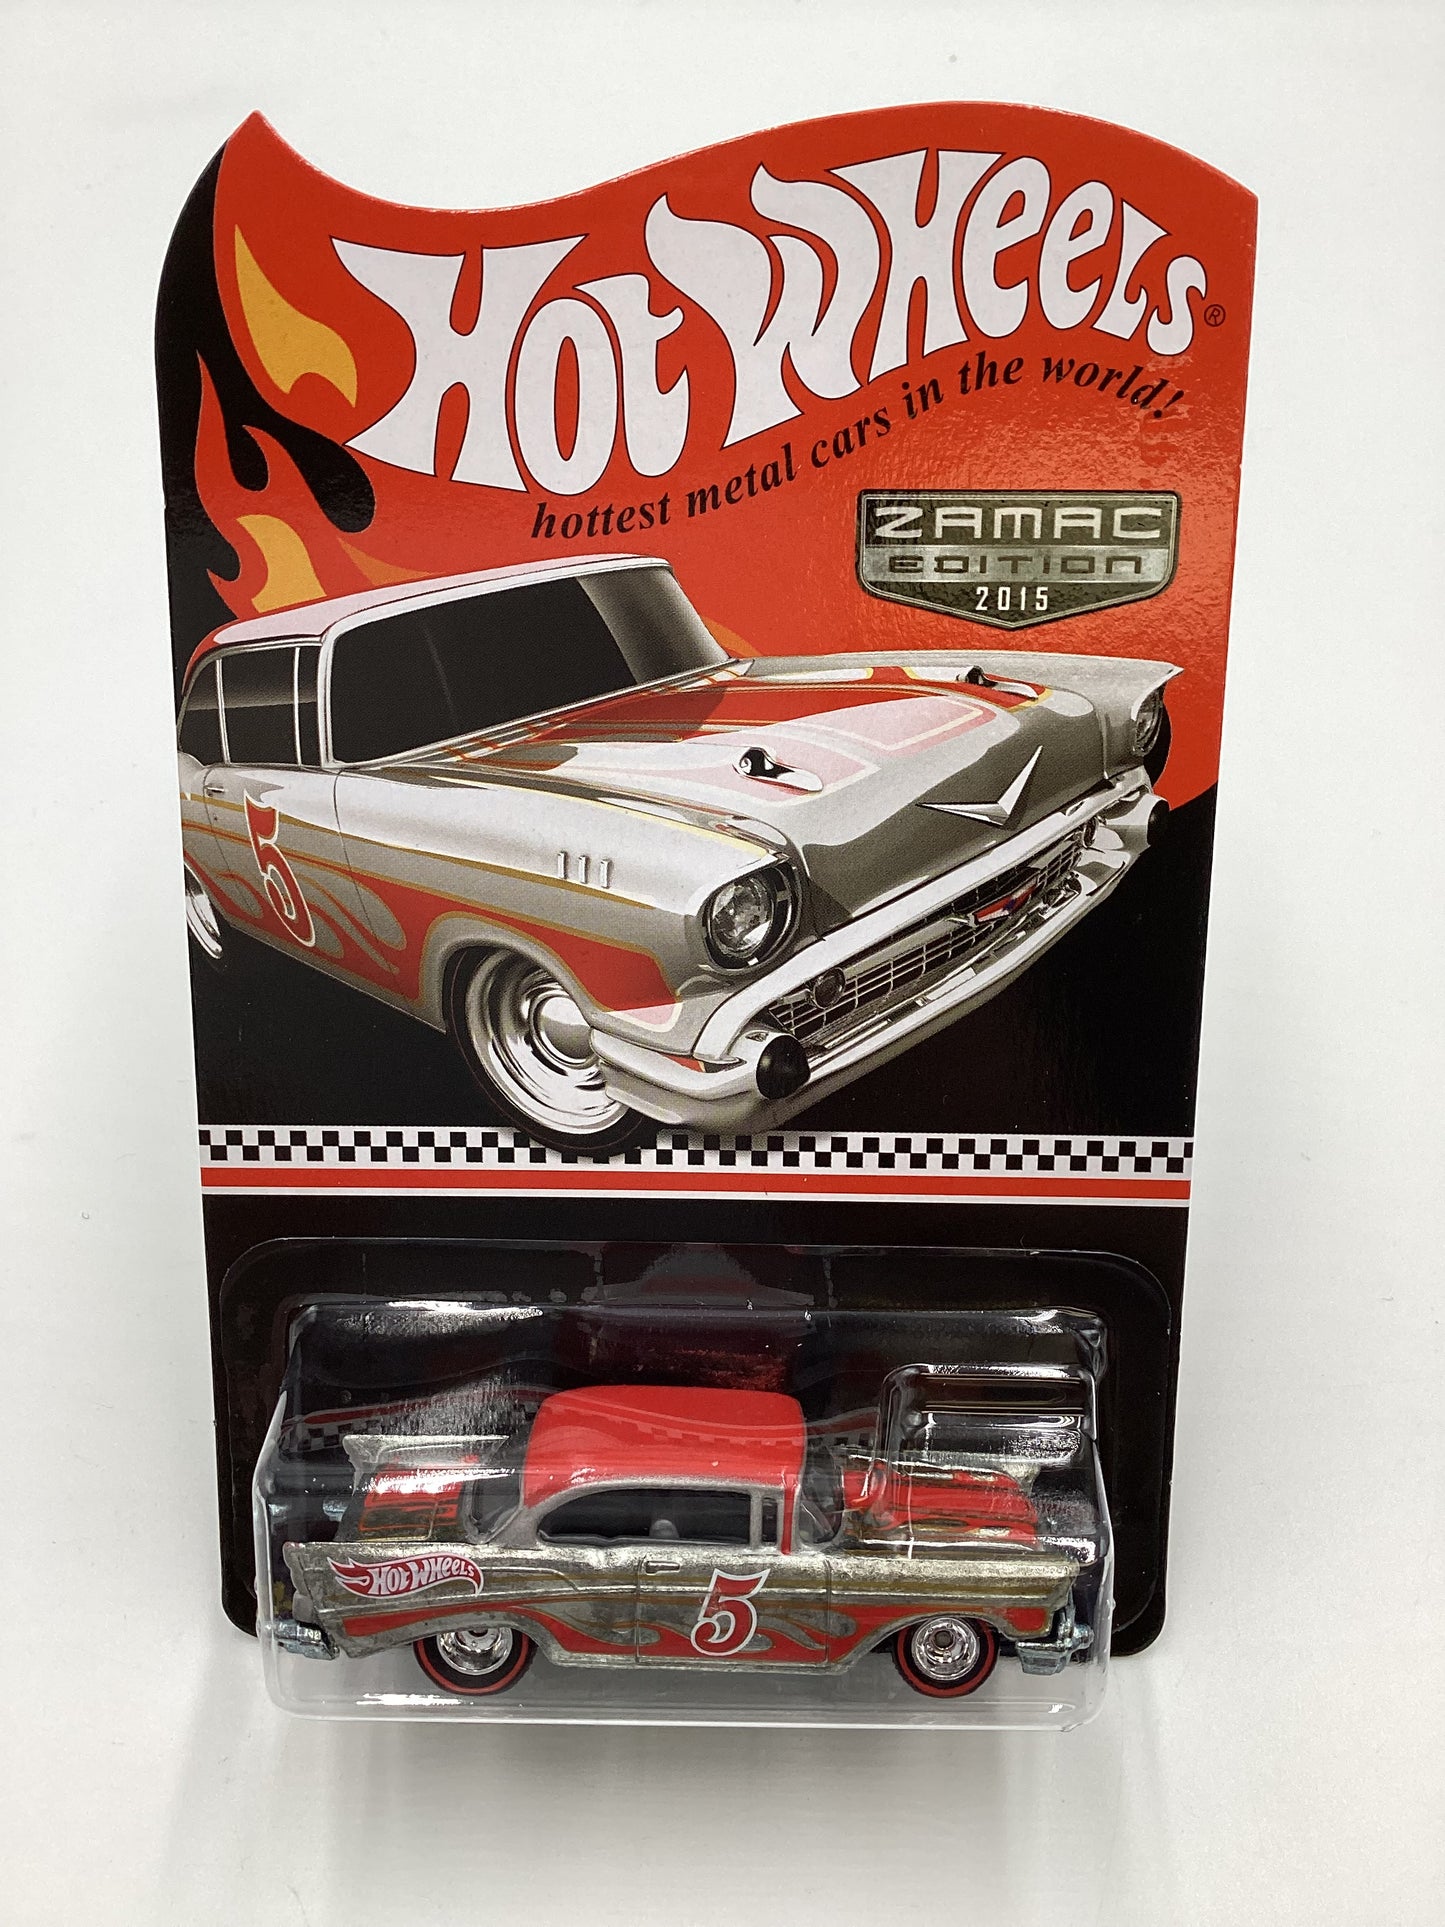 HOT WHEELS®
hottest metal cars in the world!
ZAMAC
EDITION
2015
5
HOT WHEELS
5